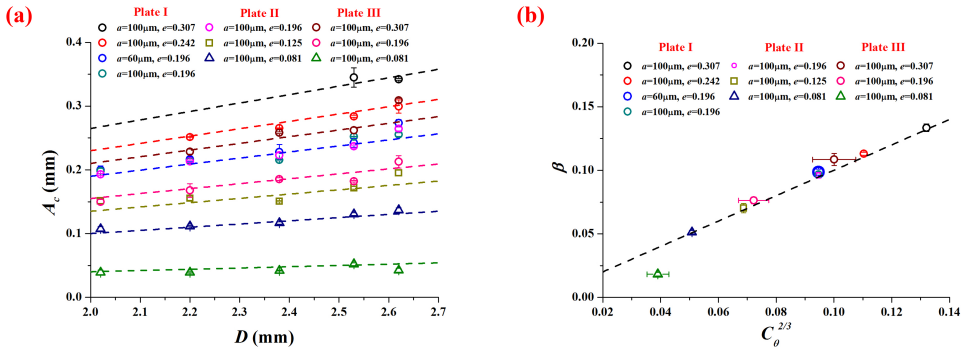 (a)
Plate I
Plate II
Plate III
a=100μm, e=0.307
a=100μm, e=0.196
a=100μm, e=0.307
a=100μm, e=0.242
a=100μm, e=0.125
a=100μm, e=0.196
a=60μm, e=0.196
a=100μm, e=0.081
a=100μm, e=0.081
a=100μm, e=0.196
0.4
0.3
0.2
0.1
0.0
A_c (mm)
2.0 2.1 2.2 2.3 2.4 2.5 2.6 2.7
D (mm)
(b)
Plate I
Plate II
Plate III
a=100μm, e=0.307
a=100μm, e=0.196
a=100μm, e=0.307
a=100μm, e=0.242
a=100μm, e=0.125
a=100μm, e=0.196
a=60μm, e=0.196
a=100μm, e=0.081
a=100μm, e=0.081
a=100μm, e=0.196
0.20
0.15
0.10
0.05
0.00
β
0.02 0.04 0.06 0.08 0.10 0.12 0.14
C_θ^{2/3}